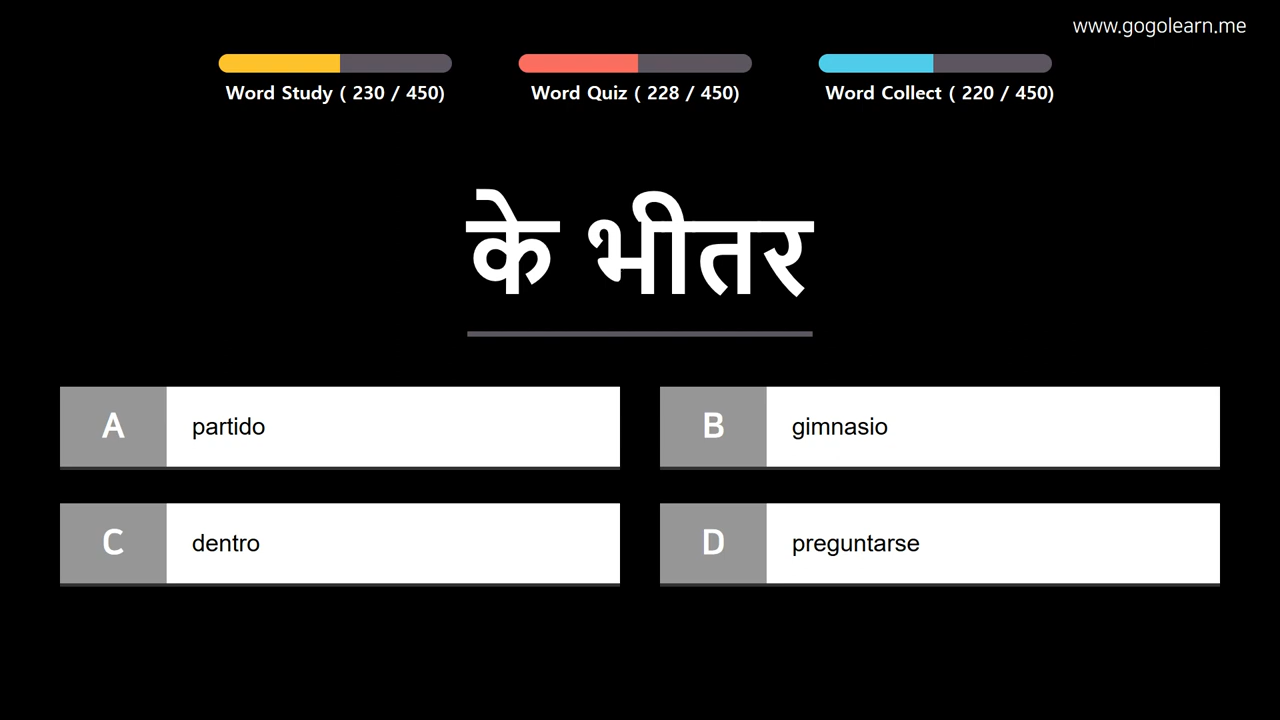 www.gogolearn.me
Word Study ( 230 / 450)
Word Quiz ( 228 / 450)
Word Collect ( 220 / 450)
के भीतर
A partido
B gimnasio
C dentro
D preguntarse